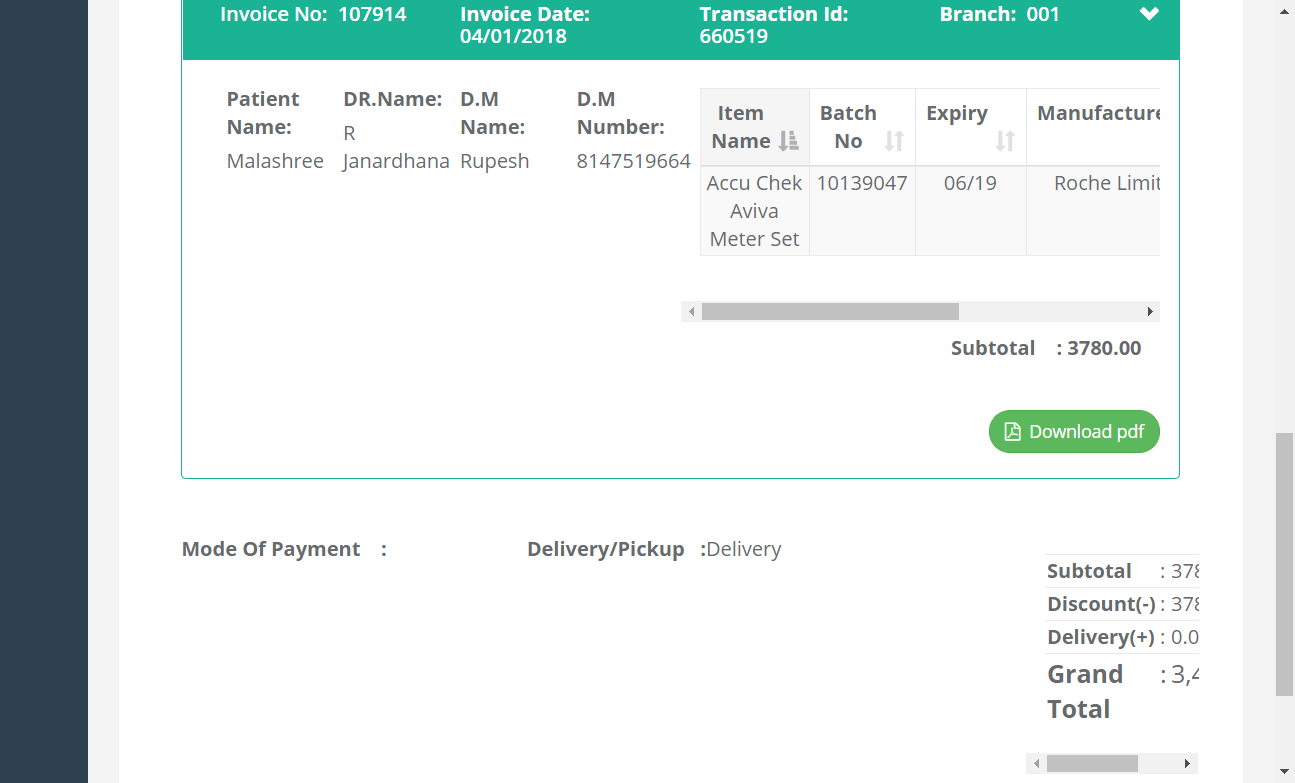 Invoice No: 107914
Invoice Date: 04/01/2018
Transaction Id: 660519
Branch: 001
Patient Name:
Malashree
DR.Name:
R Janardhana
D.M Name:
Rupesh
D.M Number:
8147519664
Item Name
Batch No
Expiry
Manufacture
Accu Chek Aviva Meter Set
10139047
06/19
Roche Limit
Subtotal : 3780.00
Download pdf
Mode Of Payment :
Delivery/Pickup :Delivery
Subtotal : 378
Discount(-) : 378
Delivery(+) : 0.0
Grand Total : 3,4